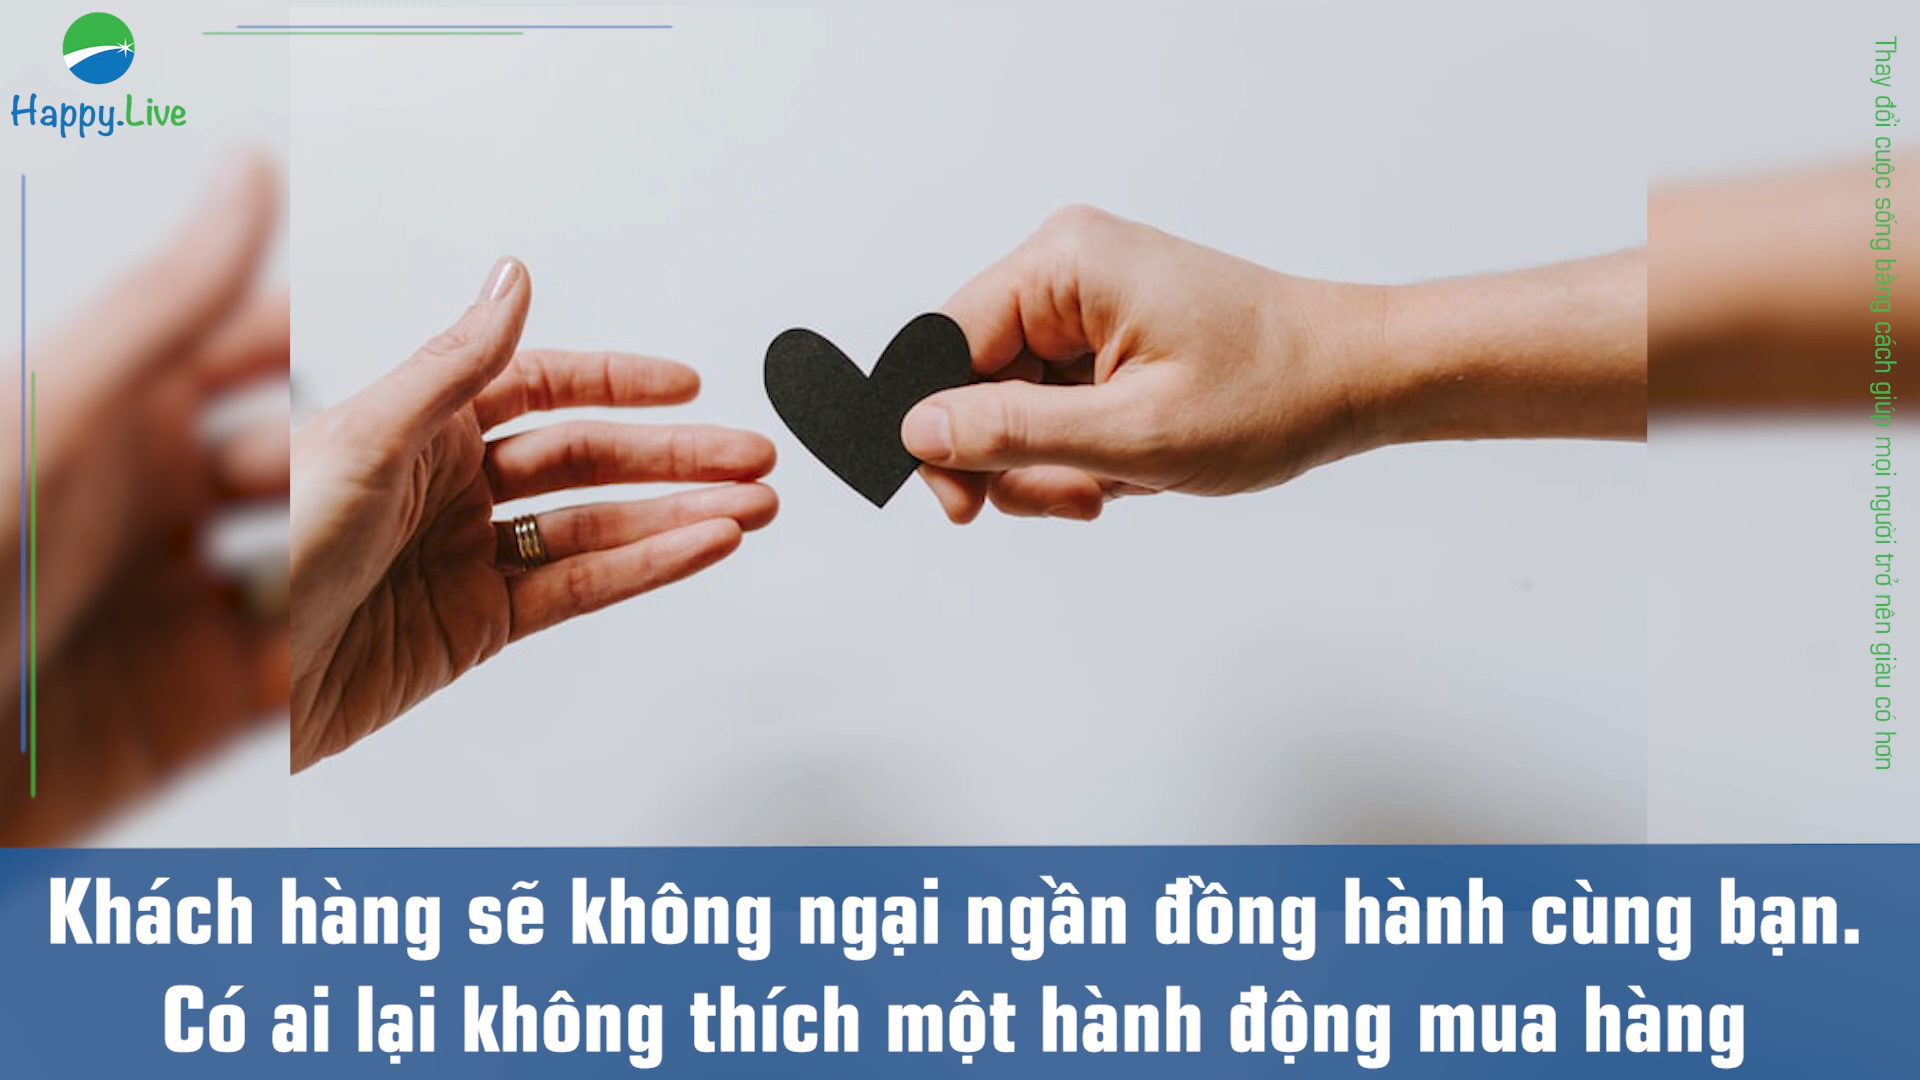 Happy.Live
Thay đổi cuộc sống bằng cách giúp mọi người trở nên giàu có hơn
Khách hàng sẽ không ngại ngần đồng hành cùng bạn.
Có ai lại không thích một hành động mua hàng